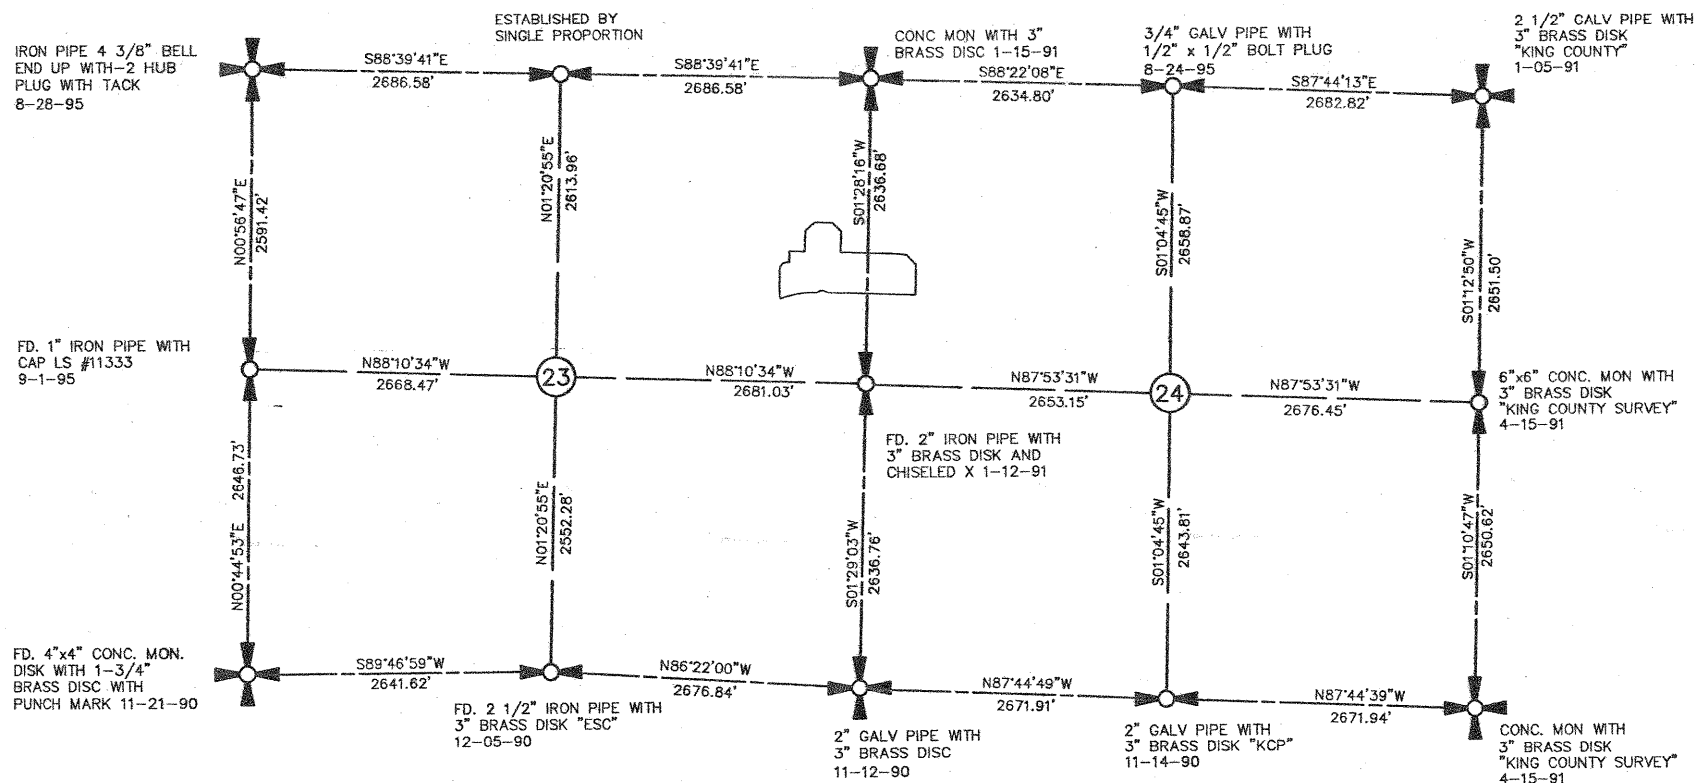 ESTABLISHED BY
SINGLE PROPORTION
IRON PIPE 4 3/8" BELL
END UP WITH-2 HUB
PLUG WITH TACK
8-28-95
CONC MON WITH 3"
BRASS DISC 1-15-91
3/4" GALV PIPE WITH
1/2" x 1/2" BOLT PLUG
8-24-95
2 1/2" GALV PIPE WITH
3" BRASS DISK
"KING COUNTY"
1-05-91
S88°39'41"E
2686.58'
S88°39'41"E
2686.58'
S88°22'08"E
2634.80'
S87°44'13"E
2682.82'
N00°56'47"E
2591.42'
N01°20'55"E
2613.96'
S01°28'16"W
2636.68'
S01°04'45"W
2658.87'
S01°12'50"W
2651.50'
FD. 1" IRON PIPE WITH
CAP LS #11333
9-1-95
N88°10'34"W
2668.47'
23
N88°10'34"W
2681.03'
N87°53'31"W
2653.15'
24
N87°53'31"W
2676.45'
6"x6" CONC. MON WITH
3" BRASS DISK
"KING COUNTY SURVEY"
4-15-91
FD. 2" IRON PIPE WITH
3" BRASS DISK AND
CHISELED X 1-12-91
N00°44'53"E 2646.73'
N01°20'55"E
2552.28'
S01°29'03"W
2636.76'
S01°04'45"W
2643.81'
S01°10'47"W
2650.62'
FD. 4"x4" CONC. MON.
DISK WITH 1-3/4"
BRASS DISC WITH
PUNCH MARK 11-21-90
S89°46'59"W
2641.62'
N86°22'00"W
2676.84'
N87°44'49"W
2671.91'
N87°44'39"W
2671.94'
FD. 2 1/2" IRON PIPE WITH
3" BRASS DISK "ESC"
12-05-90
2" GALV PIPE WITH
3" BRASS DISC
11-12-90
2" GALV PIPE WITH
3" BRASS DISK "KCP"
11-14-90
CONC. MON WITH
3" BRASS DISK
"KING COUNTY SURVEY"
4-15-91